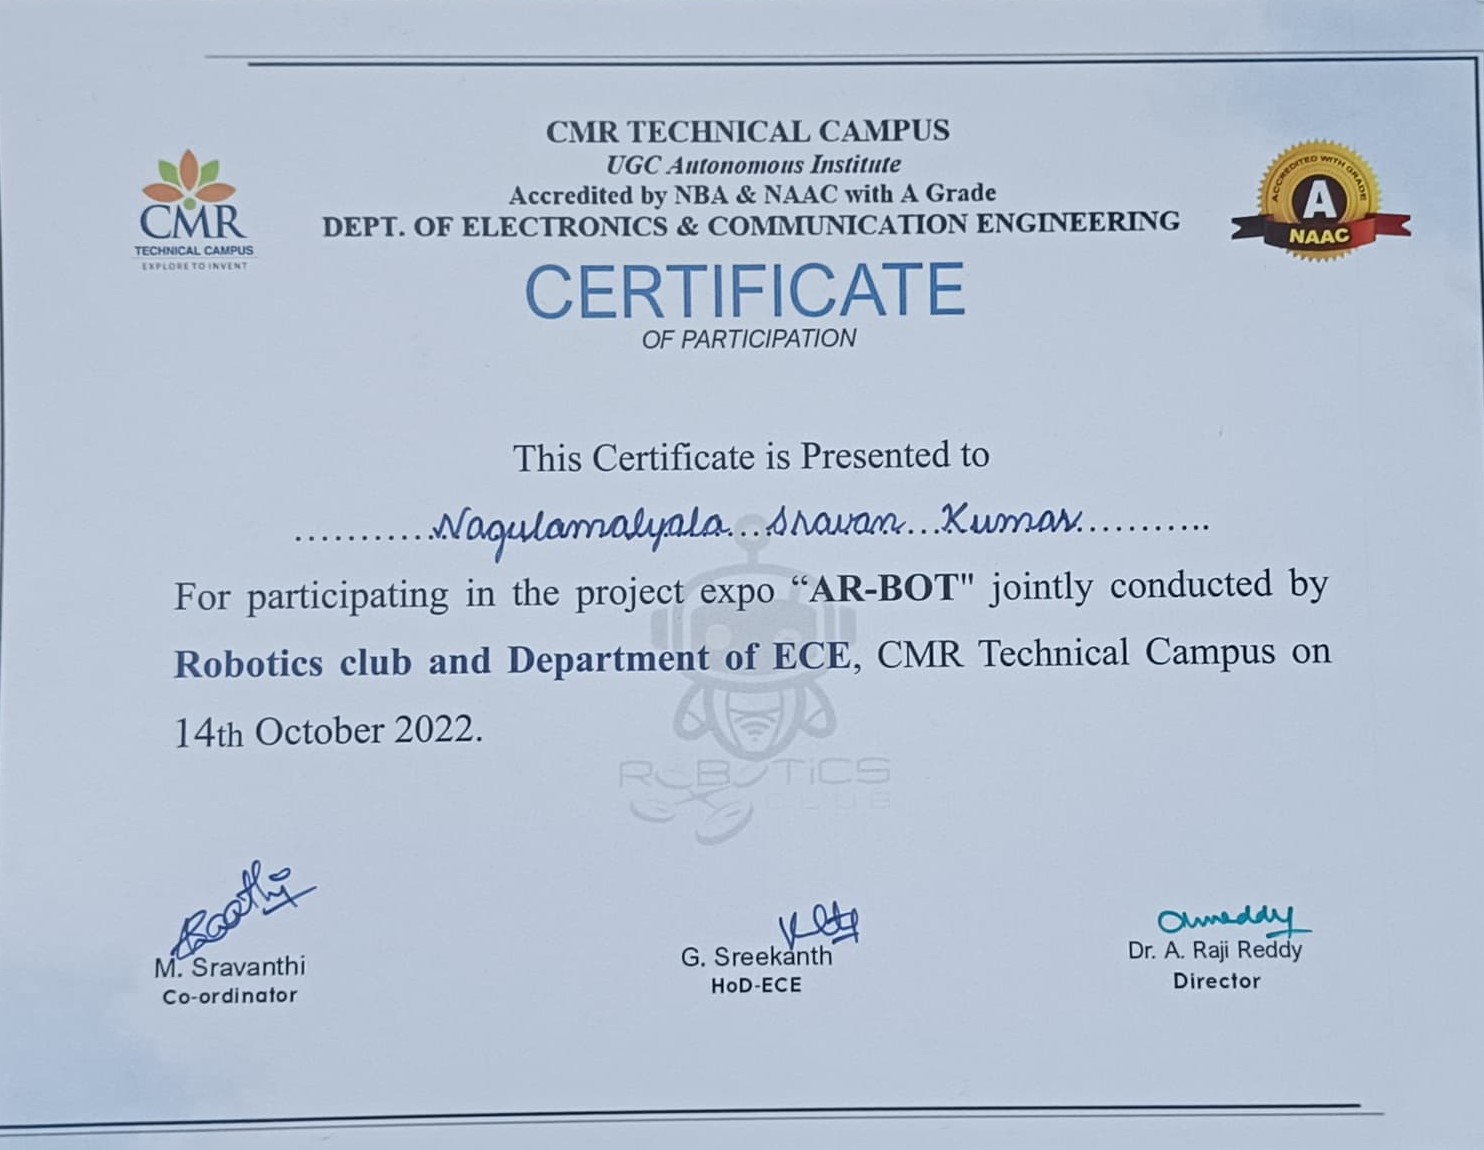 CMR TECHNICAL CAMPUS
UGC Autonomous Institute
Accredited by NBA & NAAC with A Grade
DEPT. OF ELECTRONICS & COMMUNICATION ENGINEERING
CMR
TECHNICAL CAMPUS
EXPLORE TO INVENT
ACCREDITED WITH GRADE
A
NAAC
CERTIFICATE
OF PARTICIPATION
This Certificate is Presented to
............Nagulamalyala...Sravan...Kumar...........
For participating in the project expo “AR-BOT" jointly conducted by
Robotics club and Department of ECE, CMR Technical Campus on
14th October 2022.
ROBOTiCS
CLUB
M. Sravanthi
Co-ordinator
G. Sreekanth
HoD-ECE
Dr. A. Raji Reddy
Director